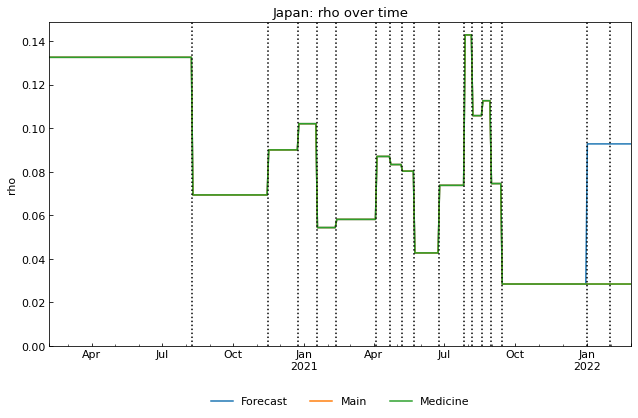 Japan: rho over time
rho
0.14
0.12
0.10
0.08
0.06
0.04
0.02
0.00
Apr Jul Oct Jan Apr Jul Oct Jan
2021 2022
Forecast Main Medicine